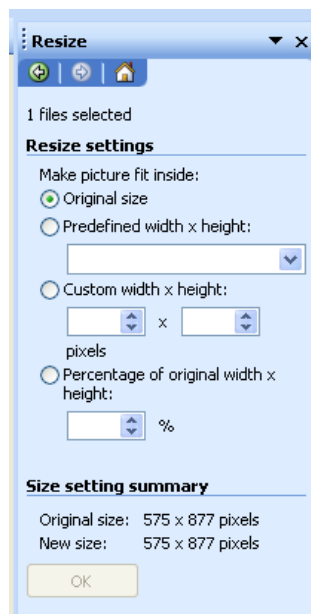 Resize
1 files selected
Resize settings
Make picture fit inside:
Original size
Predefined width x height:
Custom width x height:
x
pixels
Percentage of original width x
height:
%
Size setting summary
Original size: 575 x 877 pixels
New size: 575 x 877 pixels
OK